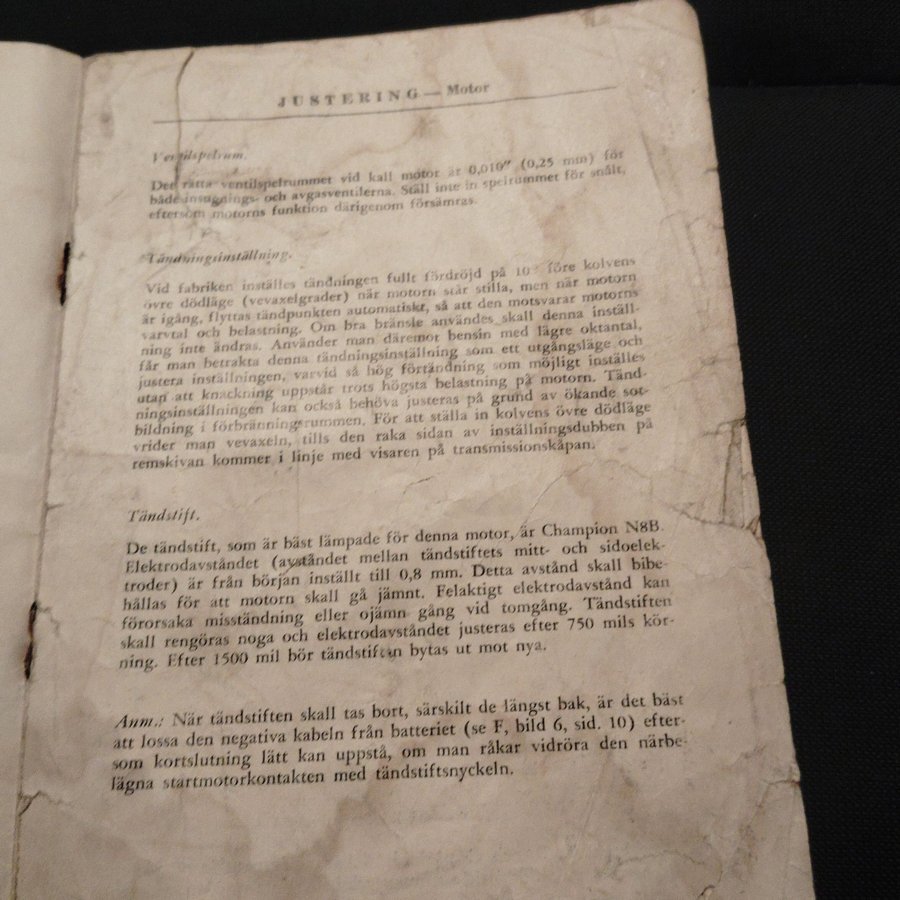 JUSTERING — Motor
Ventilspelrum.
Det rätta ventilspelrummet vid kall motor är 0,010" (0,25 mm) för
både insugnings- och avgasventilerna. Ställ inte in spelrummet för snålt,
eftersom motorns funktion därigenom försämras.
Tändningsinställning.
Vid fabriken inställes tändningen fullt fördröjd på 10° före kolvens
övre dödläge (vevaxelgrader) när motorn står stilla, men när motorn
är igång, flyttas tändpunkten automatiskt, så att den motsvarar motorns
varvtal och belastning. Om bra bränsle användes skall denna inställ-
ning inte ändras. Använder man däremot bensin med lägre oktantal,
får man betrakta denna tändningsinställning som ett utgångsläge och
justera inställningen, varvid så hög förtändning som möjligt inställes
utan att knackning uppstår trots högsta belastning på motorn. Tänd-
ningsinställningen kan också behöva justeras på grund av ökande sot-
bildning i förbränningsrummen. För att ställa in kolvens övre dödläge
vrider man vevaxeln, tills den raka sidan av inställningsdubben på
remskivan kommer i linje med visaren på transmissionskåpan.
Tändstift.
De tändstift, som är bäst lämpade för denna motor, är Champion N8B.
Elektrodavståndet (avståndet mellan tändstiftets mitt- och sidoelek-
troder) är från början inställt till 0,8 mm. Detta avstånd skall bibe-
hållas för att motorn skall gå jämnt. Felaktigt elektrodavstånd kan
förorsaka misständning eller ojämn gång vid tomgång. Tändstiften
skall rengöras noga och elektrodavståndet justeras efter 750 mils kör-
ning. Efter 1500 mil bör tändstiften bytas ut mot nya.
Anm.: När tändstiften skall tas bort, särskilt de längst bak, är det bäst
att lossa den negativa kabeln från batteriet (se F, bild 6, sid. 10) efter-
som kortslutning lätt kan uppstå, om man råkar vidröra den närbe-
lägna startmotorkontakten med tändstiftsnyckeln.